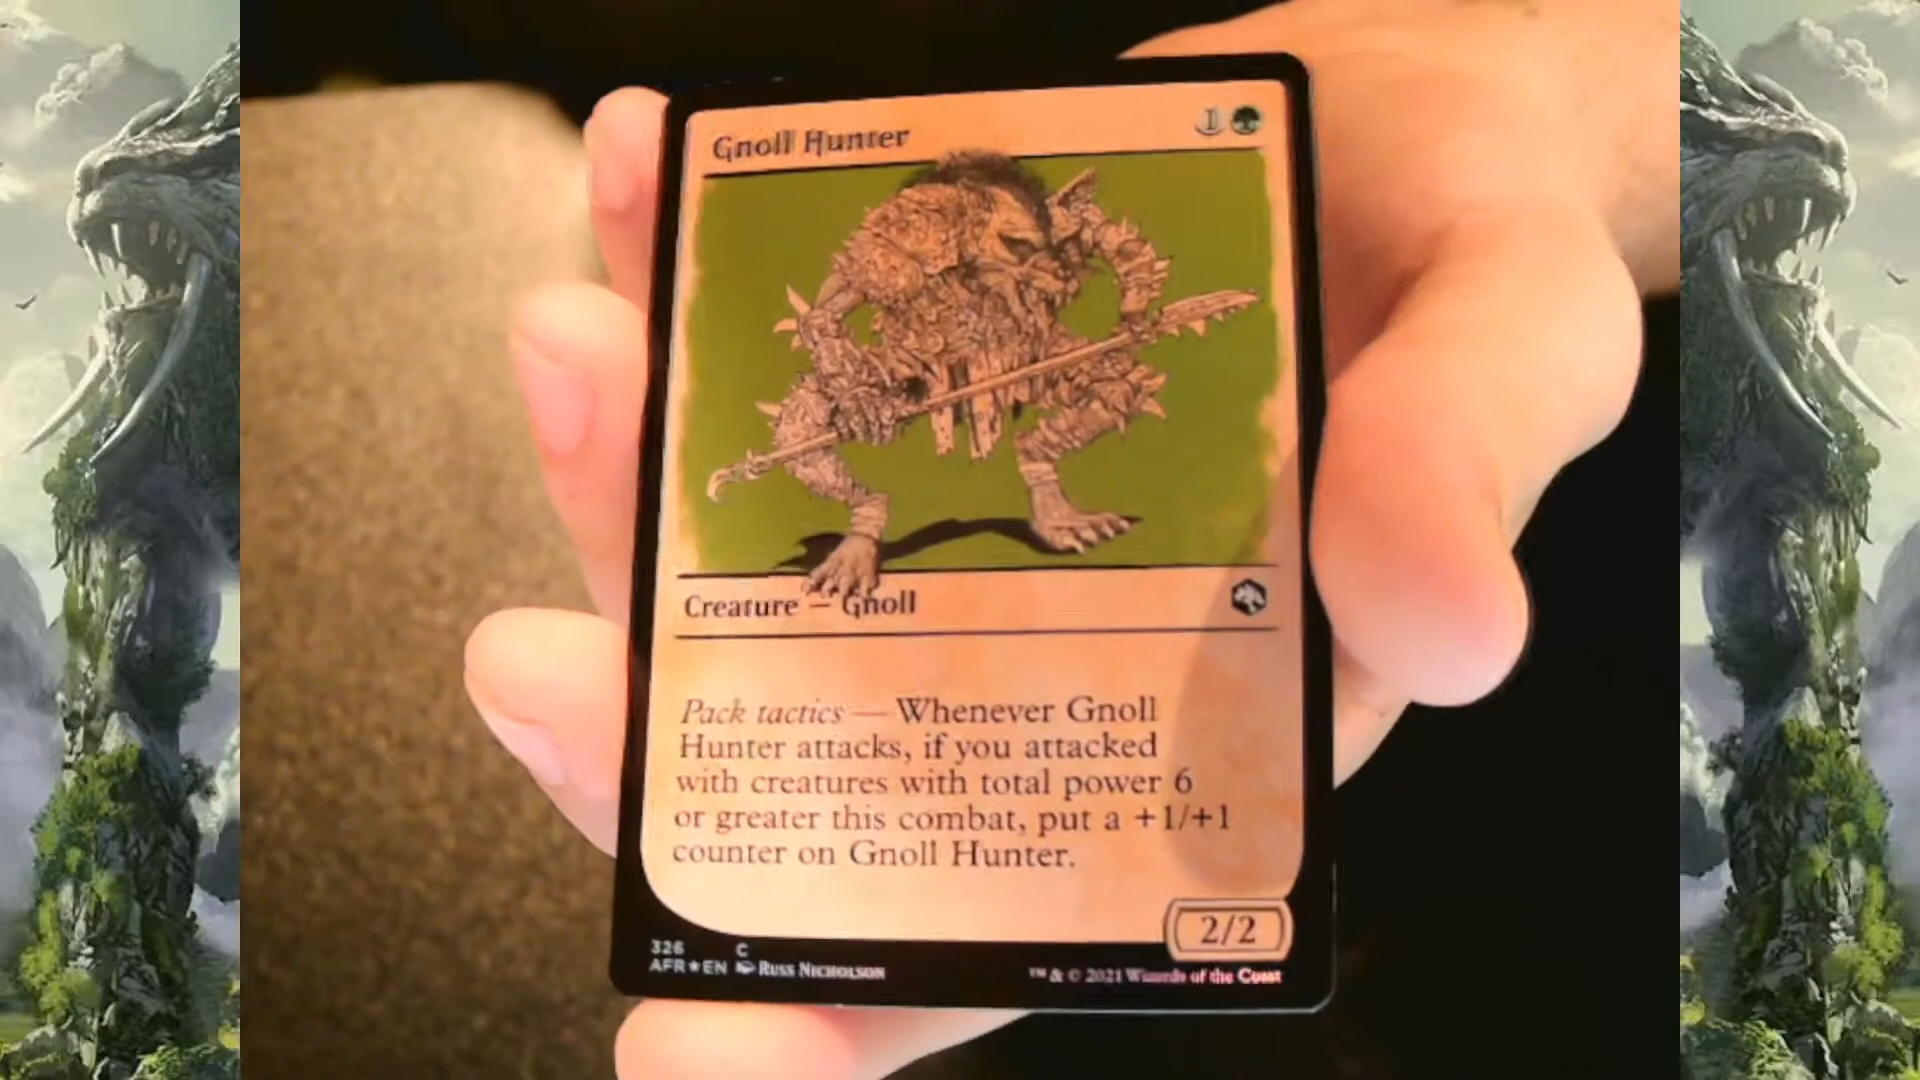 Gnoll Hunter 1
Creature — Gnoll
Pack tactics — Whenever Gnoll
Hunter attacks, if you attacked
with creatures with total power 6
or greater this combat, put a +1/+1
counter on Gnoll Hunter.
2/2
326 C
AFR★EN Russ Nicholson
™ & © 2021 Wizards of the Coast